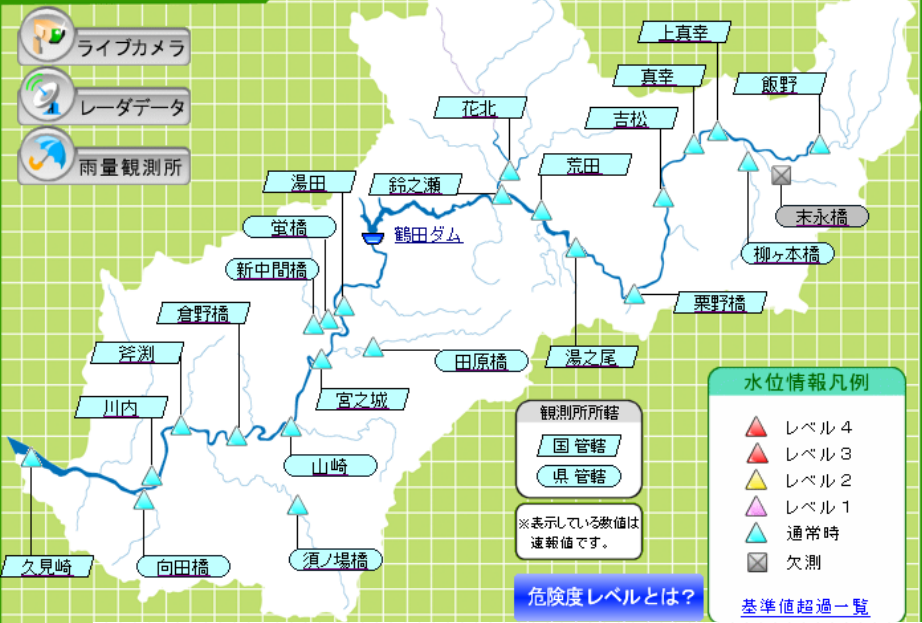 ライブカメラ
レーダデータ
雨量観測所
上真幸
真幸
飯野
花北
吉松
荒田
湯田
鈴之瀬
末永橋
蛍橋
鶴田ダム
柳ヶ本橋
新中間橋
栗野橋
倉野橋
斧渕
田原橋
湯之尾
川内
宮之城
山崎
久見崎
向田橋
須ノ場橋
観測所所轄
国 管轄
県 管轄
※表示している数値は
速報値です。
危険度レベルとは？
水位情報凡例
レベル４
レベル３
レベル２
レベル１
通常時
欠測
基準値超過一覧